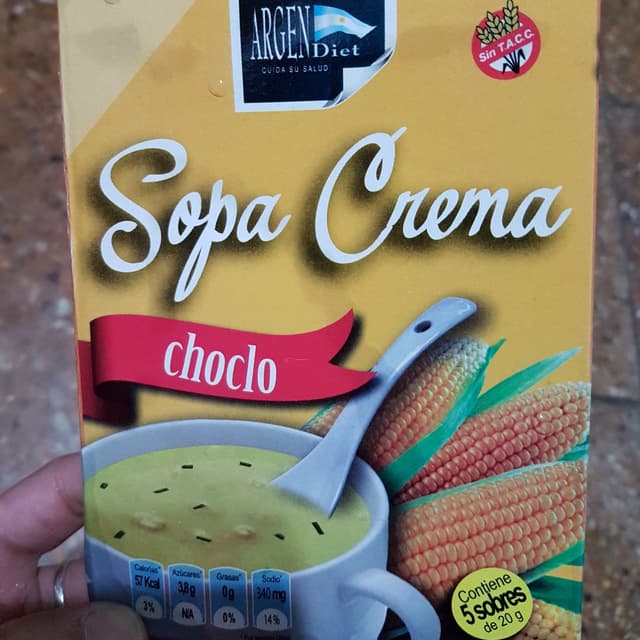 ARGEN
Diet
CUIDA SU SALUD
Sin T.A.C.C.
Sopa Crema
choclo
Calorías* Azúcares* Grasas* Sodio*
57 Kcal 3,8 g 0 g 340 mg
3% N/A 0% 14%
Contiene
5 sobres
de 20 g